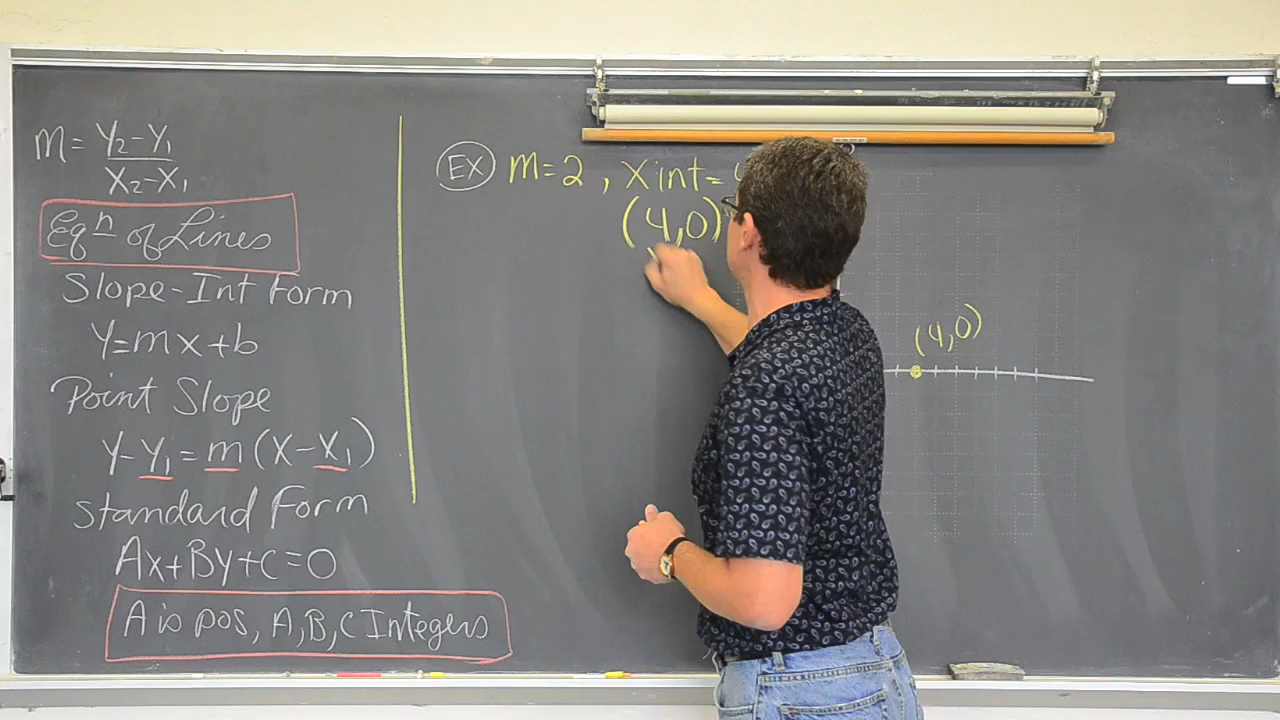 m = Y₂-Y₁ / X₂-X₁
Eqⁿ of Lines
Slope-Int Form
Y=mx+b
Point Slope
Y-Y₁=m(X-X₁)
Standard Form
Ax+By+C=0
A is pos, A,B,C Integers
EX m=2, X int=
(4,0)
(4,0)